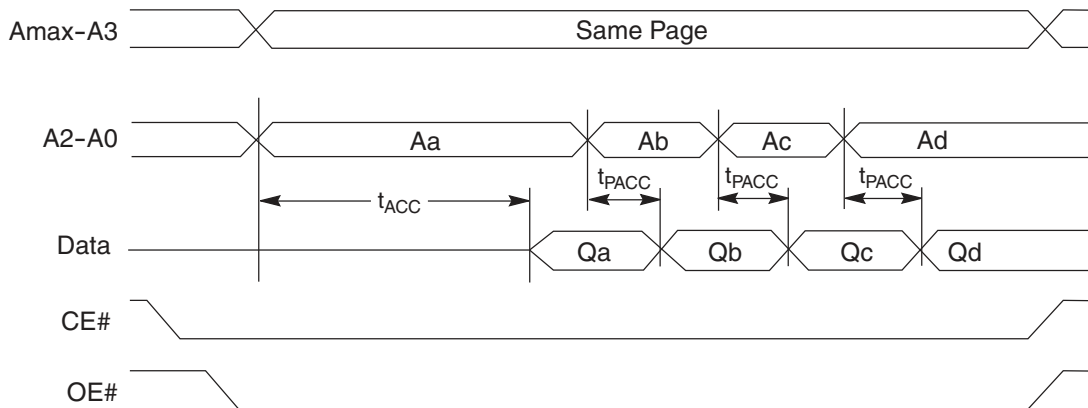 Amax-A3 Same Page
A2-A0 Aa Ab Ac Ad
tACC tPACC tPACC tPACC
Data Qa Qb Qc Qd
CE#
OE#